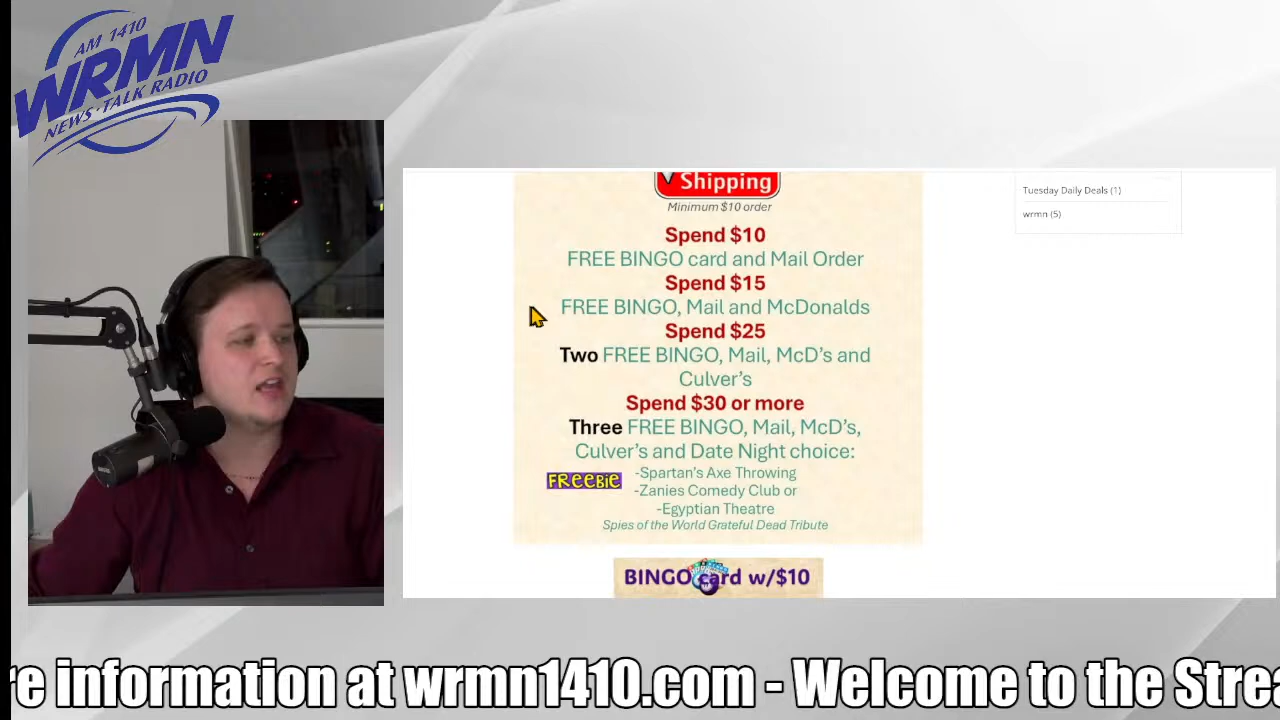 AM 1410
WRMN
NEWS • TALK RADIO
Shipping
Minimum $10 order
Spend $10
FREE BINGO card and Mail Order
Spend $15
FREE BINGO, Mail and McDonalds
Spend $25
Two FREE BINGO, Mail, McD's and
Culver's
Spend $30 or more
Three FREE BINGO, Mail, McD's,
Culver's and Date Night choice:
FREEBIE
-Spartan's Axe Throwing
-Zanies Comedy Club or
-Egyptian Theatre
Spies of the World Grateful Dead Tribute
BINGO card w/$10
Tuesday Daily Deals (1)
wrmn (5)
re information at wrmn1410.com - Welcome to the Strea